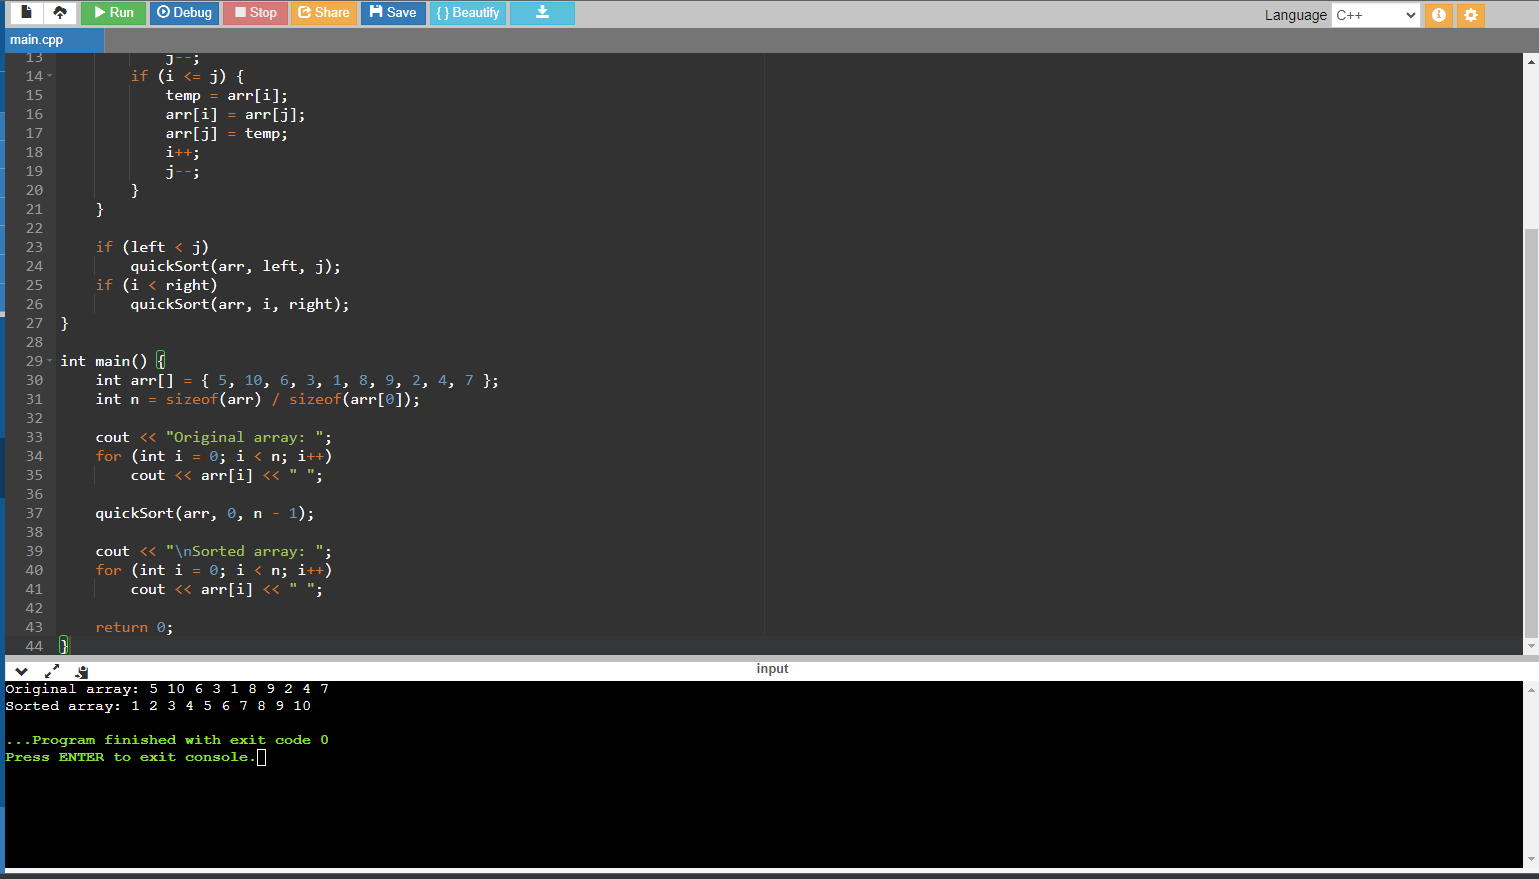 Run Debug Stop Share Save { } Beautify Language C++
main.cpp
13 j--;
14 if (i <= j) {
15 temp = arr[i];
16 arr[i] = arr[j];
17 arr[j] = temp;
18 i++;
19 j--;
20 }
21 }
22
23 if (left < j)
24 quickSort(arr, left, j);
25 if (i < right)
26 quickSort(arr, i, right);
27 }
28
29 int main() {
30 int arr[] = { 5, 10, 6, 3, 1, 8, 9, 2, 4, 7 };
31 int n = sizeof(arr) / sizeof(arr[0]);
32
33 cout << "Original array: ";
34 for (int i = 0; i < n; i++)
35 cout << arr[i] << " ";
36
37 quickSort(arr, 0, n - 1);
38
39 cout << "\nSorted array: ";
40 for (int i = 0; i < n; i++)
41 cout << arr[i] << " ";
42
43 return 0;
44 }
input
Original array: 5 10 6 3 1 8 9 2 4 7
Sorted array: 1 2 3 4 5 6 7 8 9 10
...Program finished with exit code 0
Press ENTER to exit console.